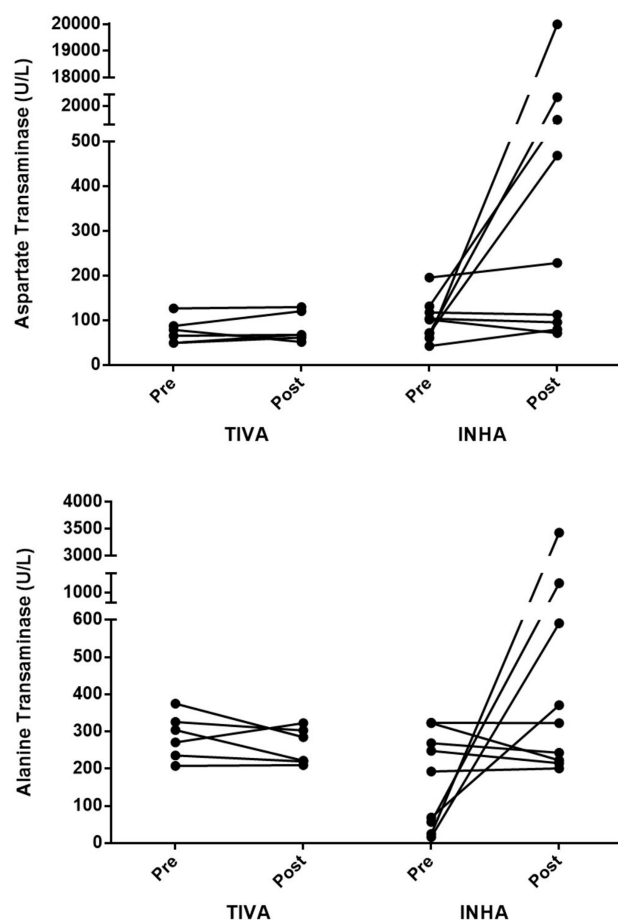 Aspartate Transaminase (U/L)
20000
19000
18000
2000
500
400
300
200
100
0
Pre
Post
Pre
Post
TIVA
INHA
Alanine Transaminase (U/L)
4000
3500
3000
1000
600
500
400
300
200
100
0
Pre
Post
Pre
Post
TIVA
INHA